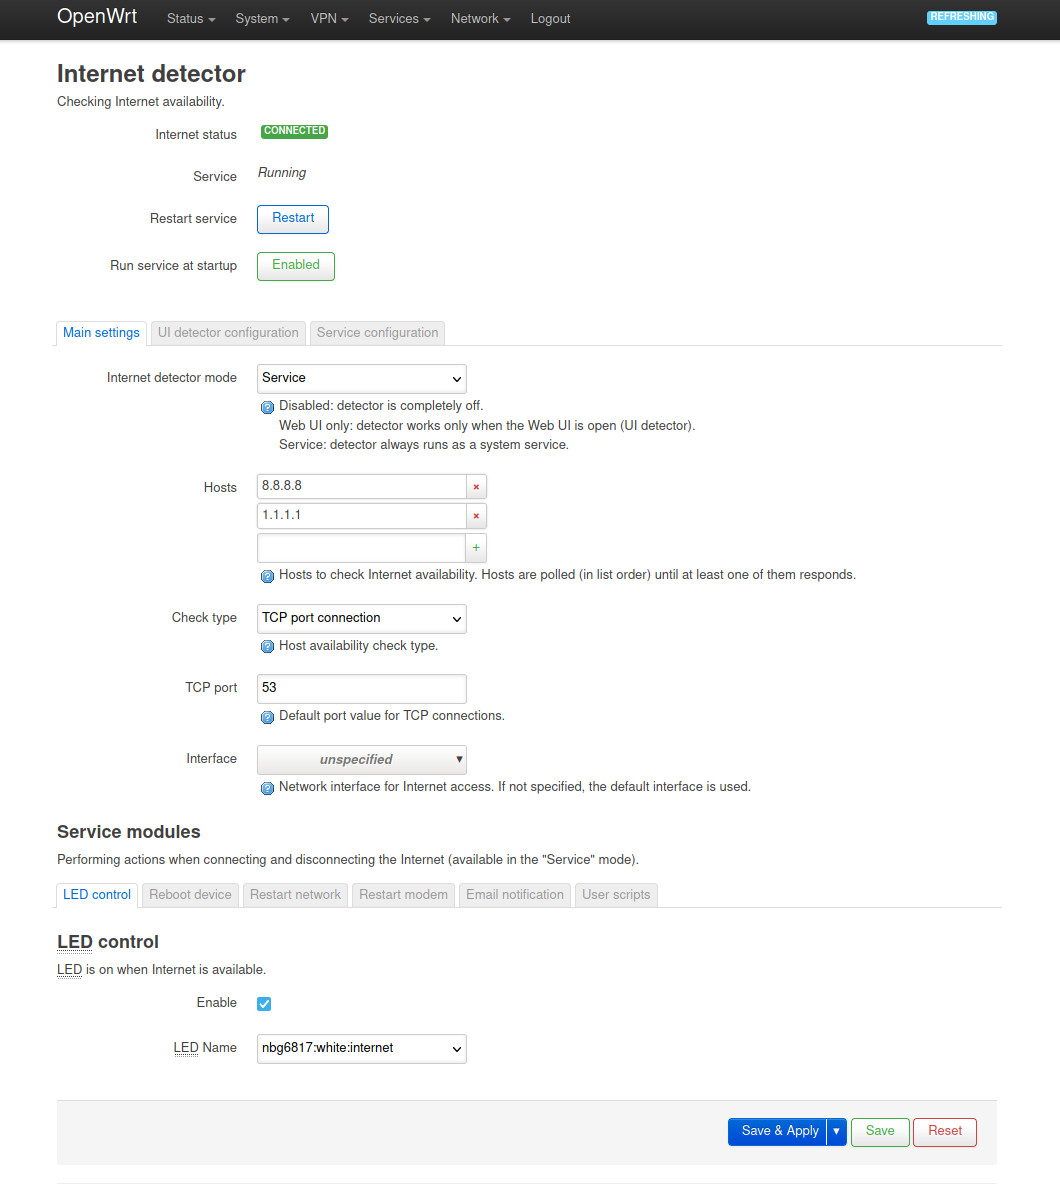 OpenWrt Status System VPN Services Network Logout REFRESHING
Internet detector
Checking Internet availability.
Internet status CONNECTED
Service Running
Restart service Restart
Run service at startup Enabled
Main settings UI detector configuration Service configuration
Internet detector mode Service
Disabled: detector is completely off.
Web UI only: detector works only when the Web UI is open (UI detector).
Service: detector always runs as a system service.
Hosts 8.8.8.8 ×
1.1.1.1 ×
+
Hosts to check Internet availability. Hosts are polled (in list order) until at least one of them responds.
Check type TCP port connection
Host availability check type.
TCP port 53
Default port value for TCP connections.
Interface unspecified ▾
Network interface for Internet access. If not specified, the default interface is used.
Service modules
Performing actions when connecting and disconnecting the Internet (available in the "Service" mode).
LED control Reboot device Restart network Restart modem Email notification User scripts
LED control
LED is on when Internet is available.
Enable
LED Name nbg6817:white:internet
Save & Apply ▾ Save Reset